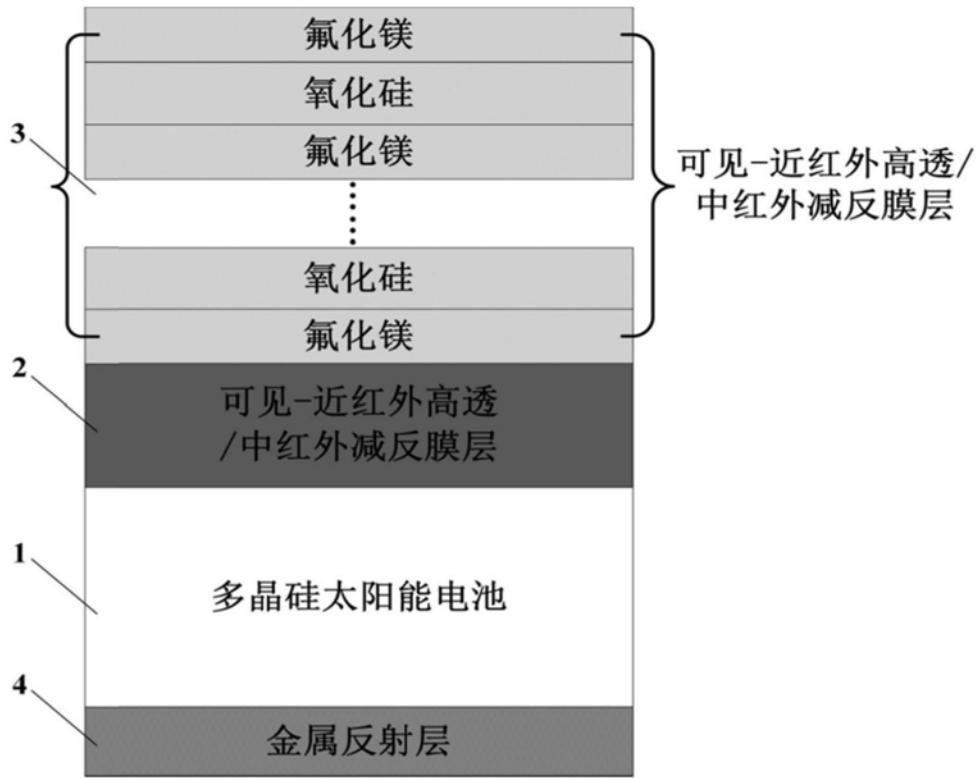 氟化镁
氧化硅
氟化镁
3
可见-近红外高透/
中红外减反膜层
氧化硅
氟化镁
2
可见-近红外高透
/中红外减反膜层
1
多晶硅太阳能电池
4
金属反射层